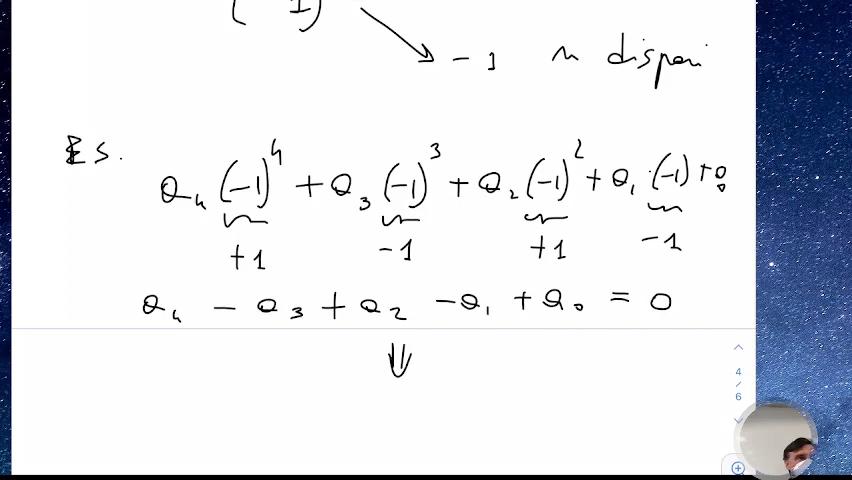 (-1)
-1 n dispari
Es.
a₄ (-1)⁴ + a₃ (-1)³ + a₂ (-1)² + a₁ · (-1) + a₀
+1 -1 +1 -1
a₄ - a₃ + a₂ - a₁ + a₀ = 0
⇓
4
/
6